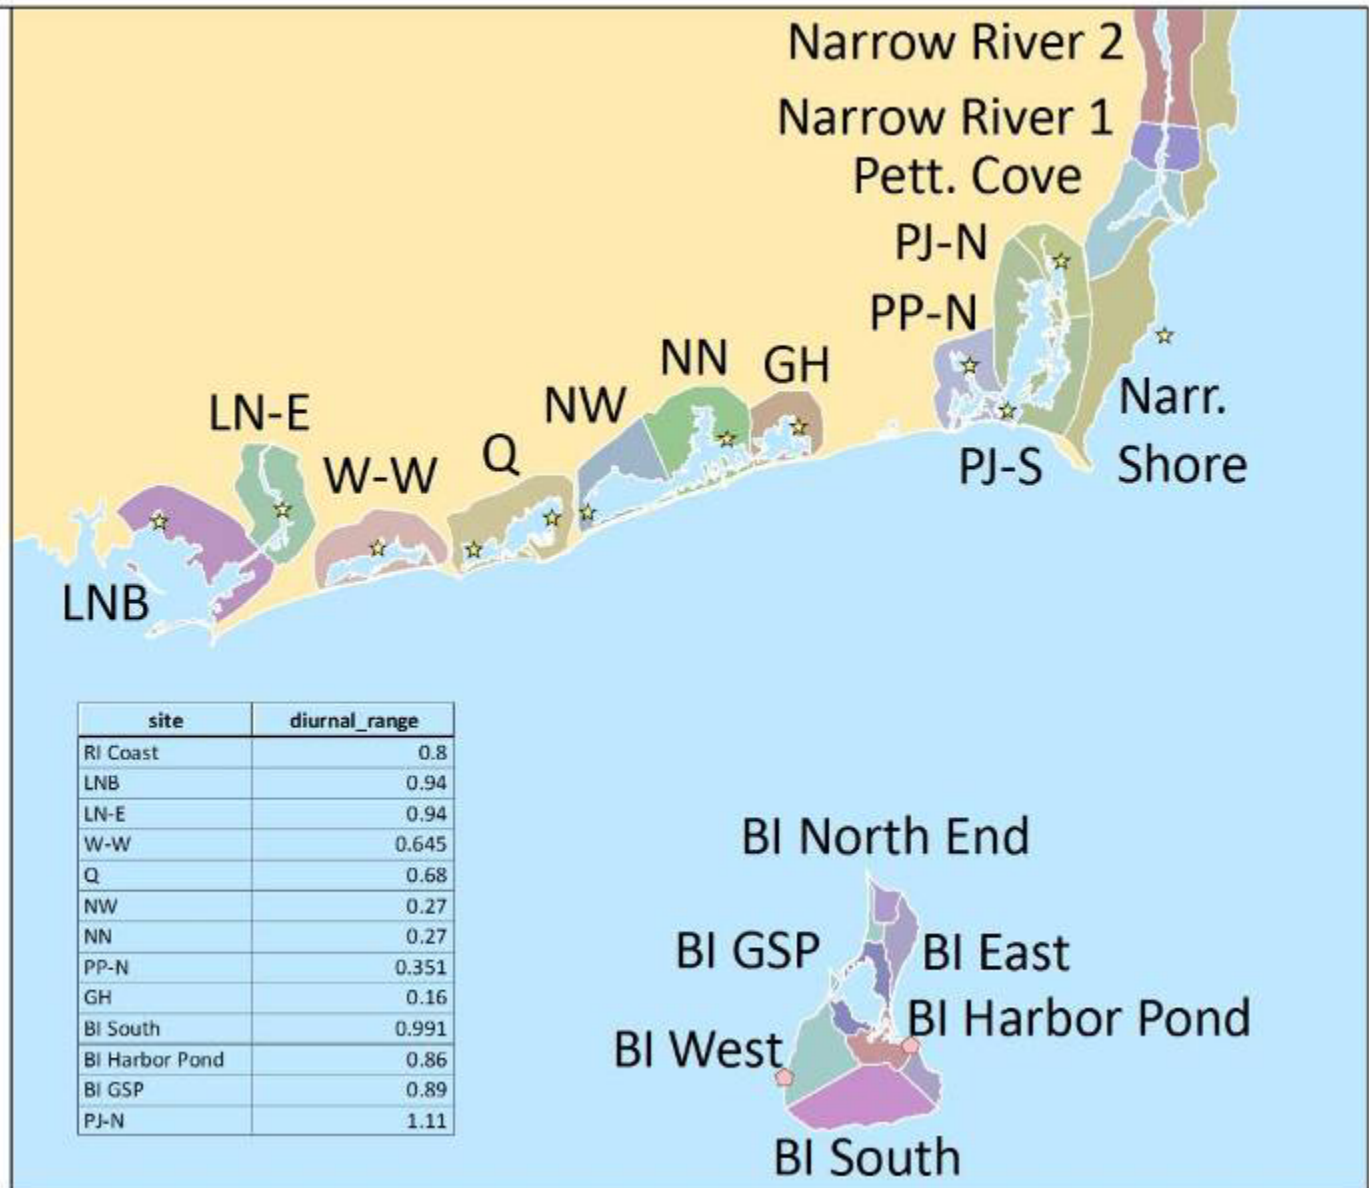 Narrow River 2
Narrow River 1
Pett. Cove
PJ-N
PP-N
NN
GH
NW
LN-E
Narr.
Shore
Q
W-W
PJ-S
LNB
site diurnal_range
RI Coast 0.8
LNB 0.94
LN-E 0.94
W-W 0.645
Q 0.68
NW 0.27
NN 0.27
PP-N 0.351
GH 0.16
BI South 0.991
BI Harbor Pond 0.86
BI GSP 0.89
PJ-N 1.11
BI North End
BI GSP
BI East
BI Harbor Pond
BI West
BI South